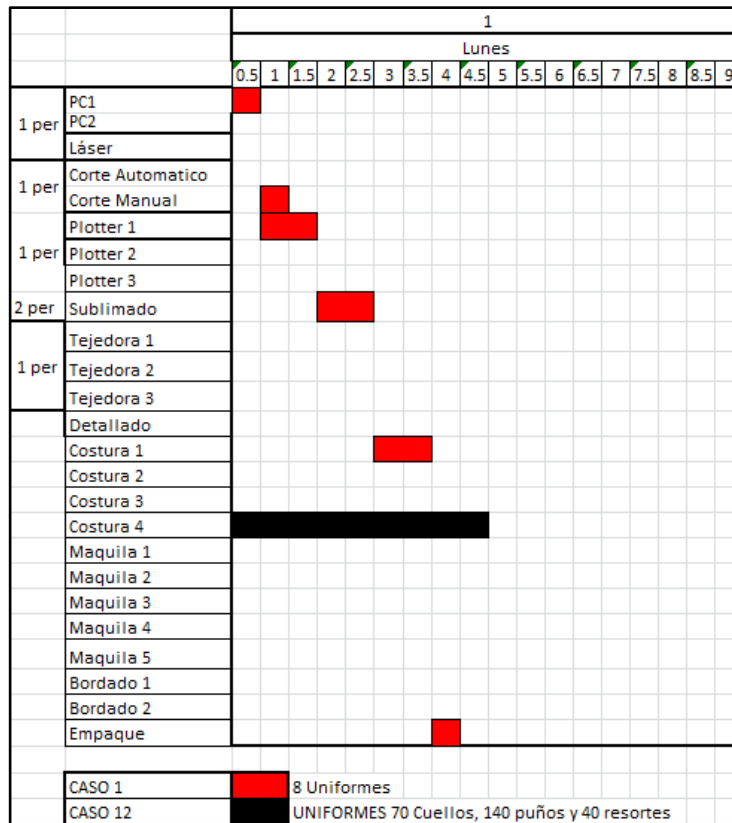 1
Lunes
0.5 1 1.5 2 2.5 3 3.5 4 4.5 5 5.5 6 6.5 7 7.5 8 8.5 9
1 per
PC1
PC2
Láser
1 per
Corte Automatico
Corte Manual
1 per
Plotter 1
Plotter 2
Plotter 3
2 per Sublimado
1 per
Tejedora 1
Tejedora 2
Tejedora 3
Detallado
Costura 1
Costura 2
Costura 3
Costura 4
Maquila 1
Maquila 2
Maquila 3
Maquila 4
Maquila 5
Bordado 1
Bordado 2
Empaque
CASO 1 8 Uniformes
CASO 12 UNIFORMES 70 Cuellos, 140 puños y 40 resortes